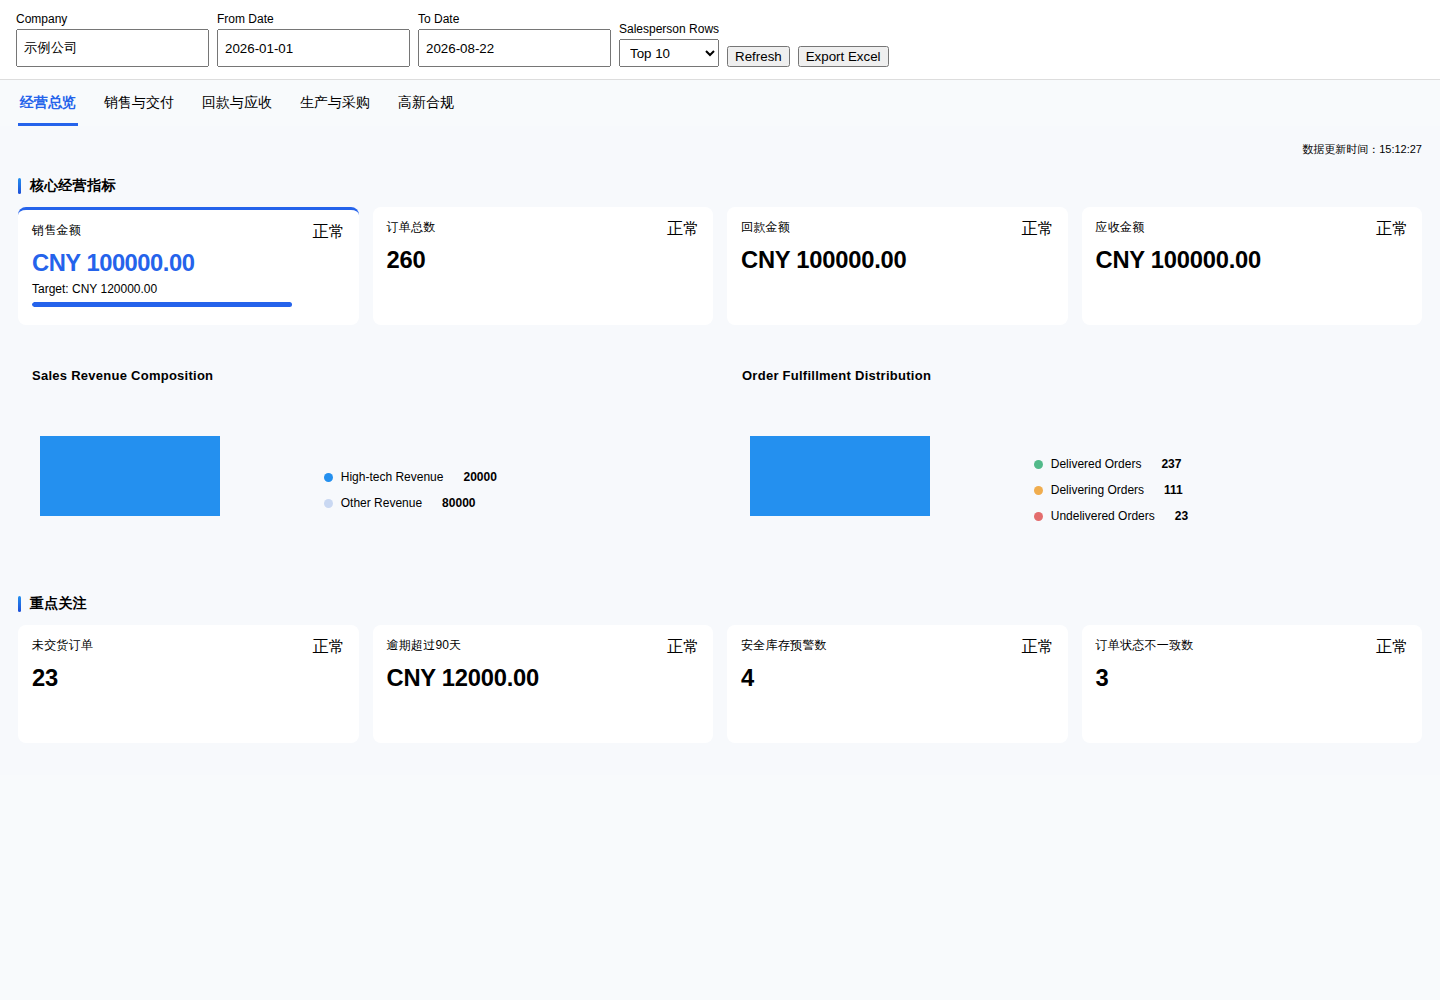 Company
From Date
To Date
Salesperson Rows
示例公司
2026-01-01
2026-08-22
Top 10
Refresh
Export Excel
经营总览
销售与交付
回款与应收
生产与采购
高新合规
数据更新时间：15:12:27
核心经营指标
销售金额
正常
CNY 100000.00
Target: CNY 120000.00
订单总数
正常
260
回款金额
正常
CNY 100000.00
应收金额
正常
CNY 100000.00
Sales Revenue Composition
High-tech Revenue 20000
Other Revenue 80000
Order Fulfillment Distribution
Delivered Orders 237
Delivering Orders 111
Undelivered Orders 23
重点关注
未交货订单
正常
23
逾期超过90天
正常
CNY 12000.00
安全库存预警数
正常
4
订单状态不一致数
正常
3